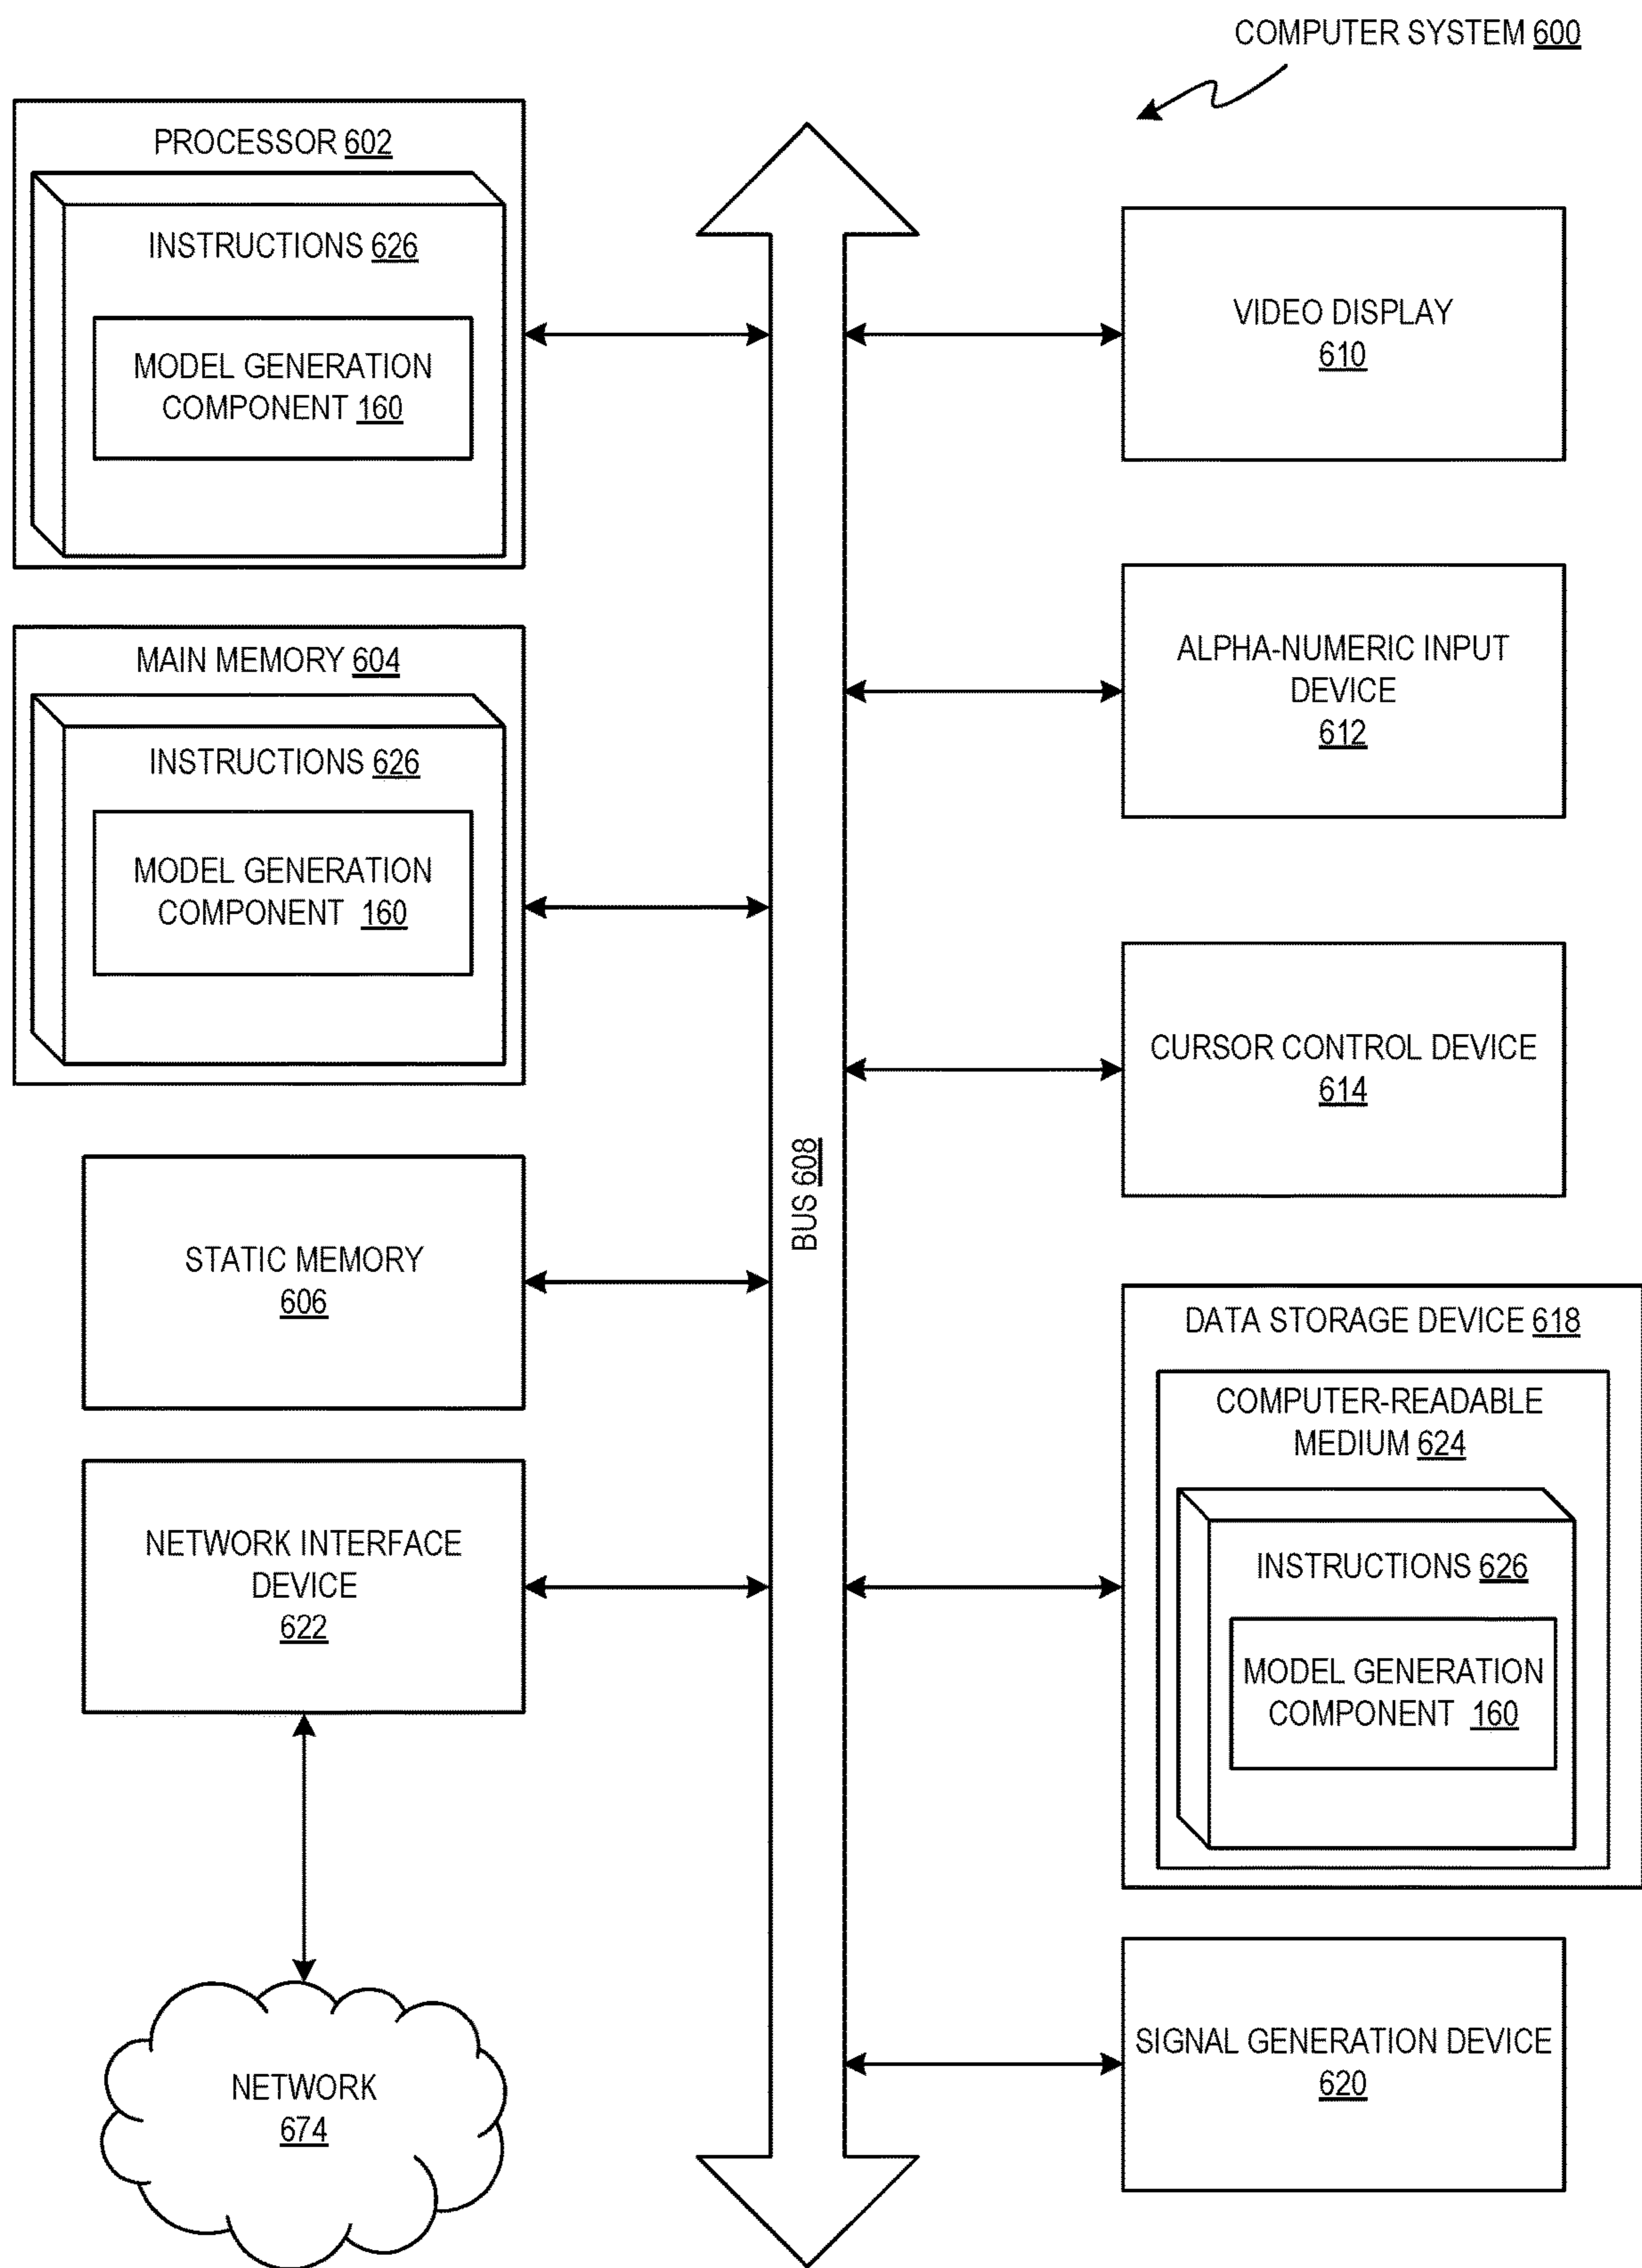 COMPUTER SYSTEM 600
PROCESSOR 602
INSTRUCTIONS 626
MODEL GENERATION
COMPONENT 160
MAIN MEMORY 604
INSTRUCTIONS 626
MODEL GENERATION
COMPONENT 160
STATIC MEMORY
606
NETWORK INTERFACE
DEVICE
622
NETWORK
674
BUS 608
VIDEO DISPLAY
610
ALPHA-NUMERIC INPUT
DEVICE
612
CURSOR CONTROL DEVICE
614
DATA STORAGE DEVICE 618
COMPUTER-READABLE
MEDIUM 624
INSTRUCTIONS 626
MODEL GENERATION
COMPONENT 160
SIGNAL GENERATION DEVICE
620